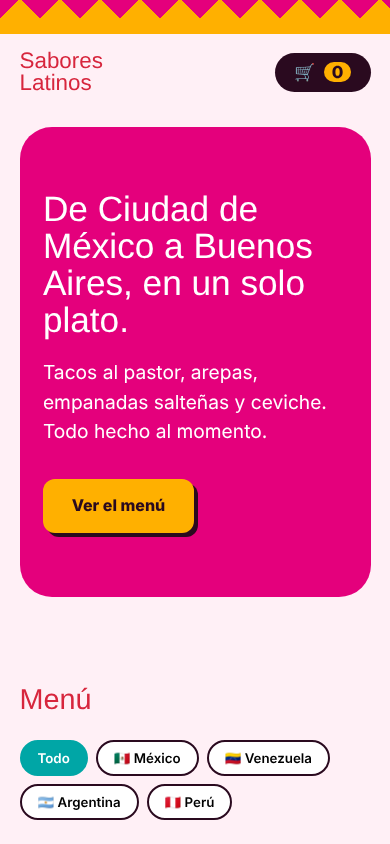 Sabores
Latinos
🛒 0
De Ciudad de
México a Buenos
Aires, en un solo
plato.
Tacos al pastor, arepas,
empanadas salteñas y ceviche.
Todo hecho al momento.
Ver el menú
Menú
Todo 🇲🇽 México 🇻🇪 Venezuela
🇦🇷 Argentina 🇵🇪 Perú